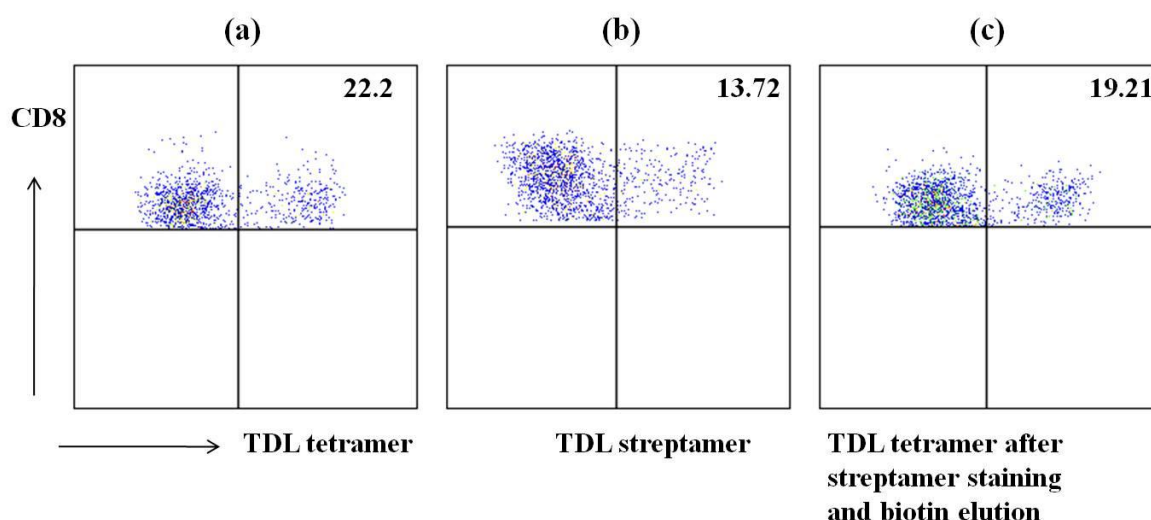 (a)
(b)
(c)
22.2
13.72
19.21
CD8
TDL tetramer
TDL streptamer
TDL tetramer after
streptamer staining
and biotin elution